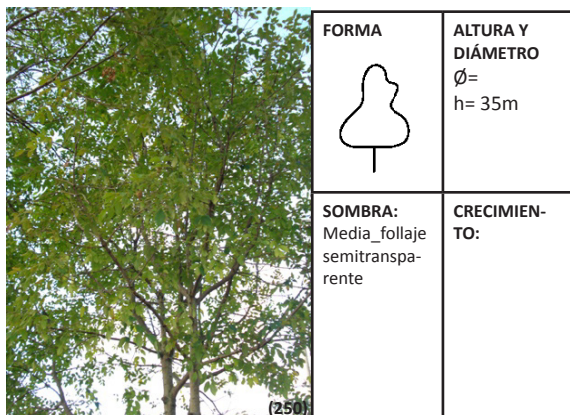 FORMA
ALTURA Y
DIÁMETRO
Ø=
h= 35m
SOMBRA:
Media_follaje
semitranspa-
rente
CRECIMIEN-
TO:
(250)